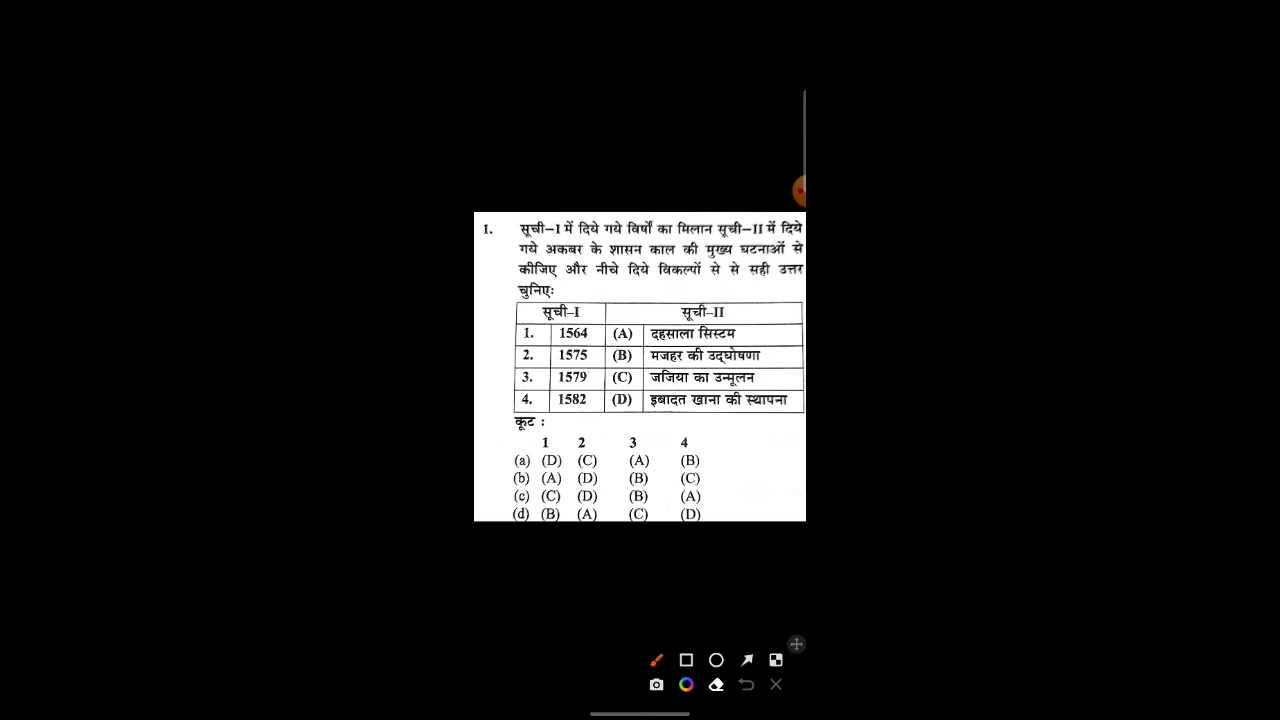 1. सूची–I में दिये गये विर्षों का मिलान सूची–II में दिये
गये अकबर के शासन काल की मुख्य घटनाओं से
कीजिए और नीचे दिये विकल्पों से से सही उत्तर
चुनिएः
सूची–I सूची–II
1. 1564 (A) दहसाला सिस्टम
2. 1575 (B) मजहर की उद्घोषणा
3. 1579 (C) जजिया का उन्मूलन
4. 1582 (D) इबादत खाना की स्थापना
कूट :
1 2 3 4
(a) (D) (C) (A) (B)
(b) (A) (D) (B) (C)
(c) (C) (D) (B) (A)
(d) (B) (A) (C) (D)